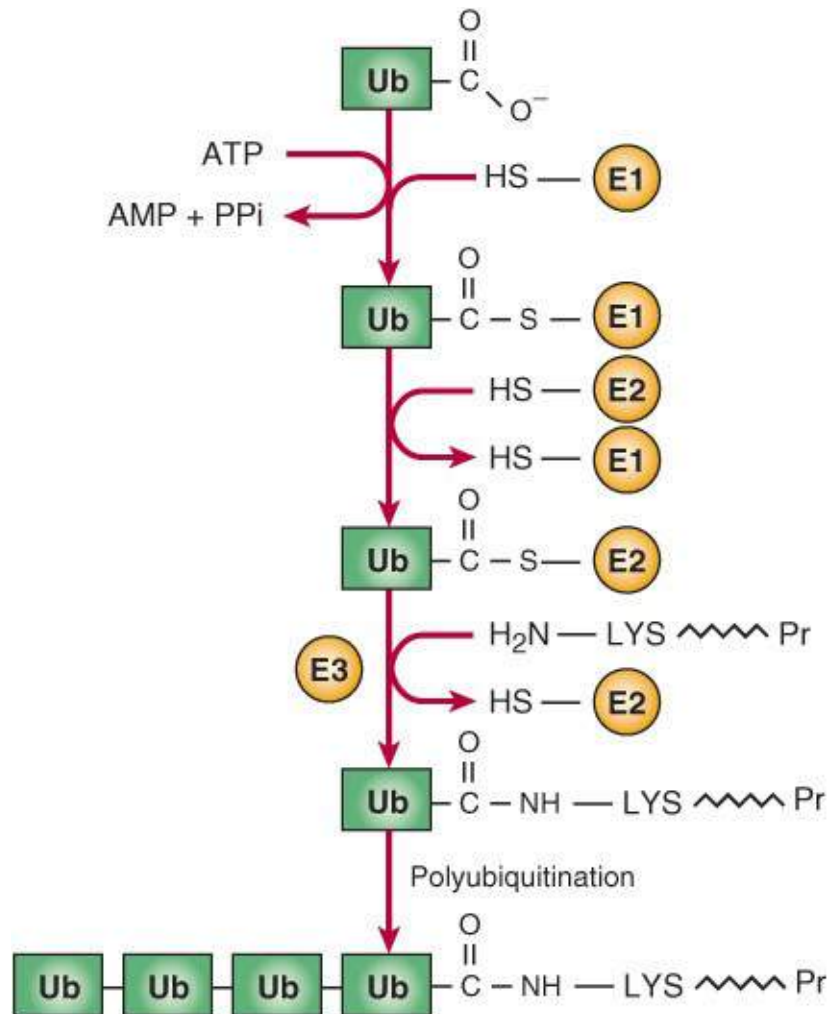 O
Ub – C
O–
ATP
HS — E1
AMP + PPi
O
Ub – C – S — E1
HS — E2
HS — E1
O
Ub – C – S — E2
H2N — LYS Pr
E3
HS — E2
O
Ub – C – NH — LYS Pr
Polyubiquitination
O
Ub – Ub – Ub – Ub – C – NH — LYS Pr